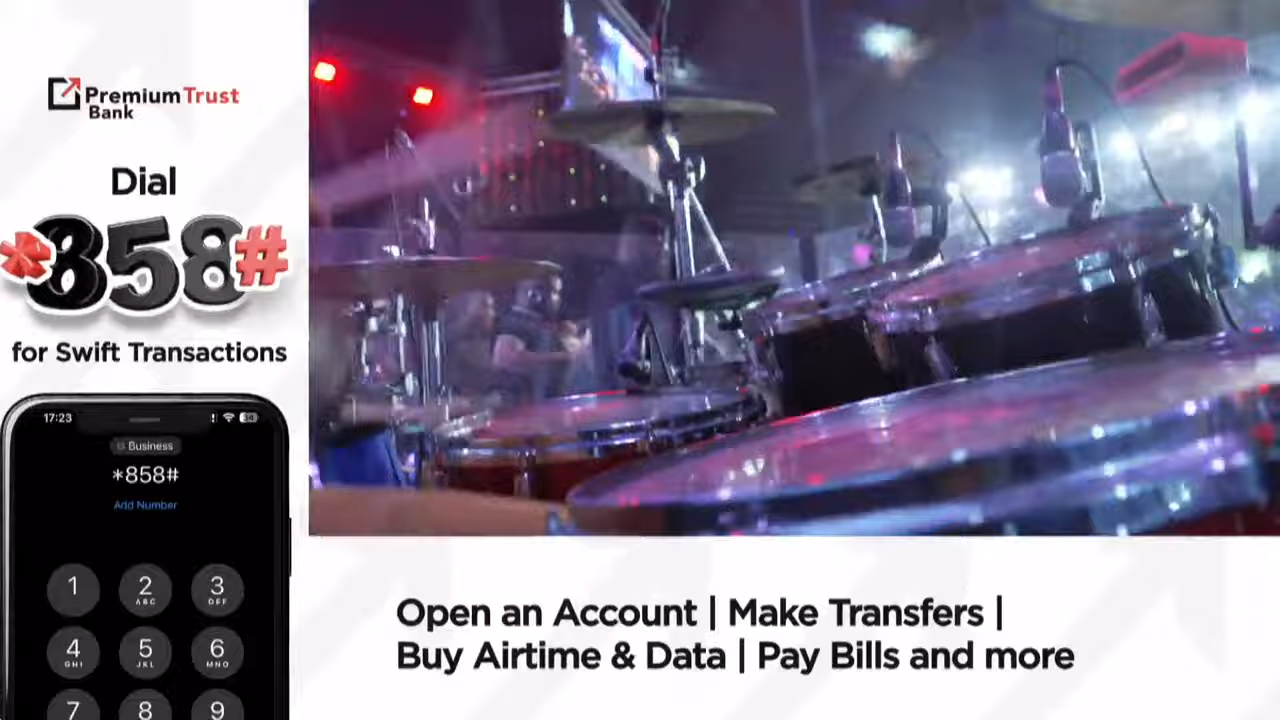 PremiumTrust
Bank
Dial
*858#
for Swift Transactions
17:23
34
Business
*858#
Add Number
1
2
ABC
3
DEF
4
GHI
5
JKL
6
MNO
7
8
9
Open an Account | Make Transfers |
Buy Airtime & Data | Pay Bills and more